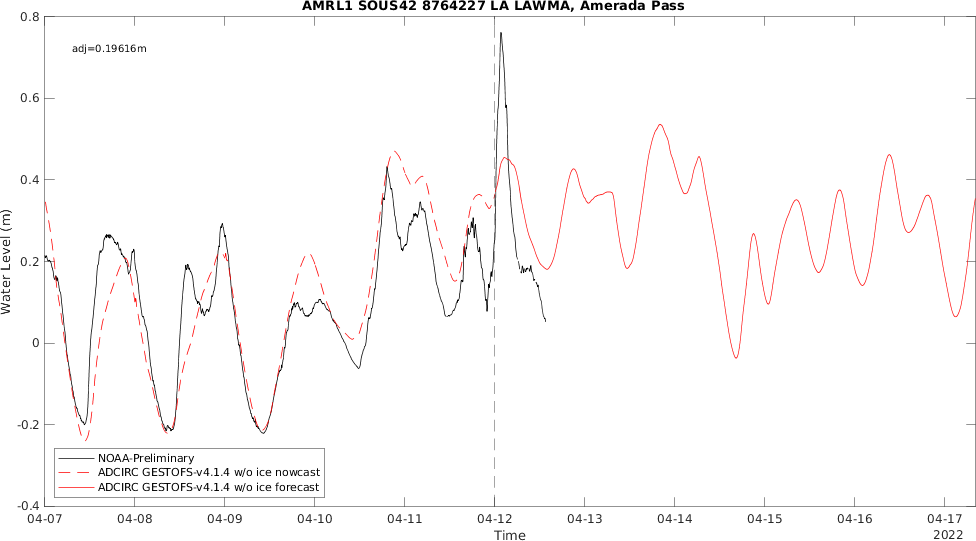 AMRL1 SOUS42 8764227 LA LAWMA, Amerada Pass
adj=0.19616m
0.8
0.6
0.4
0.2
0
-0.2
-0.4
Water Level (m)
NOAA-Preliminary
ADCIRC GESTOFS-v4.1.4 w/o ice nowcast
ADCIRC GESTOFS-v4.1.4 w/o ice forecast
04-07 04-08 04-09 04-10 04-11 04-12 04-13 04-14 04-15 04-16 04-17
Time
2022